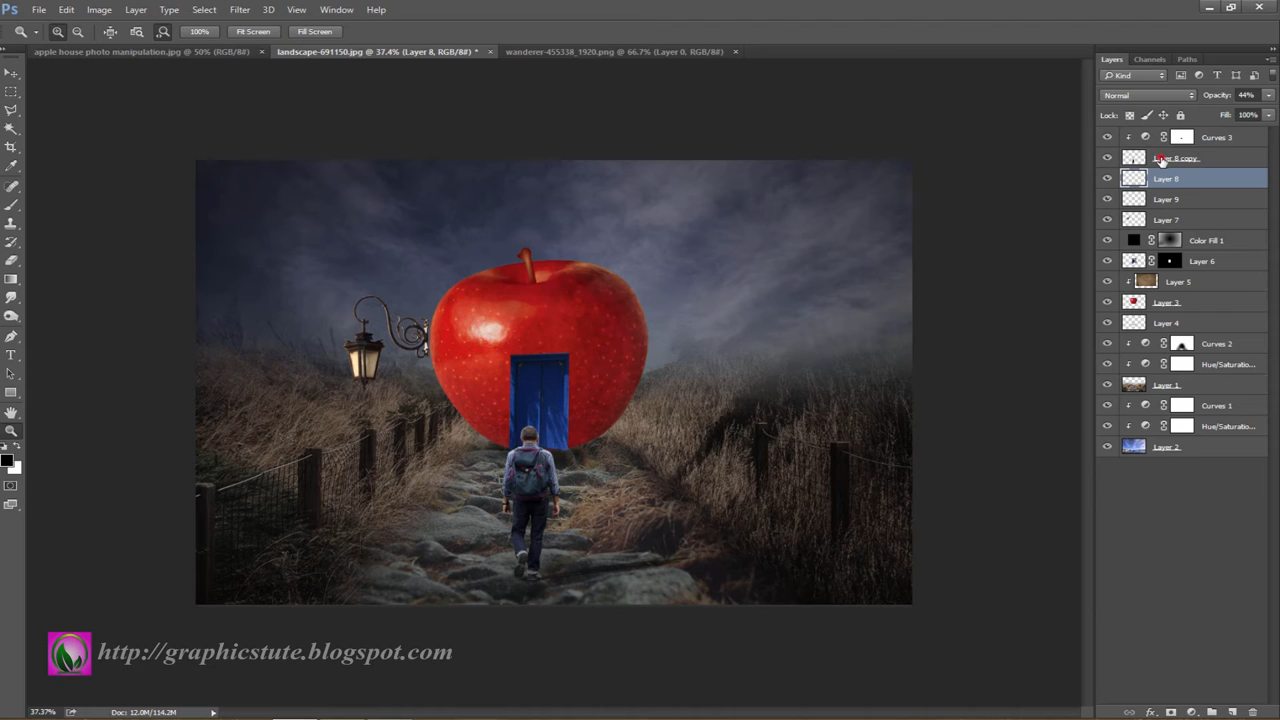 Ps File Edit Image Layer Type Select Filter 3D View Window Help
100% Fit Screen Fill Screen
apple house photo manipulation.jpg @ 50% (RGB/8#) × landscape-691150.jpg @ 37.4% (Layer 8, RGB/8#) * × wanderer-455338_1920.png @ 66.7% (Layer 0, RGB/8#) ×
Layers Channels Paths
Kind
Normal Opacity: 44%
Lock: Fill: 100%
Curves 3
Layer 8 copy
Layer 8
Layer 9
Layer 7
Color Fill 1
Layer 6
Layer 5
Layer 3
Layer 4
Curves 2
Hue/Saturatio...
Layer 1
Curves 1
Hue/Saturatio...
Layer 2
http://graphicstute.blogspot.com
37.37% Doc: 12.0M/114.2M